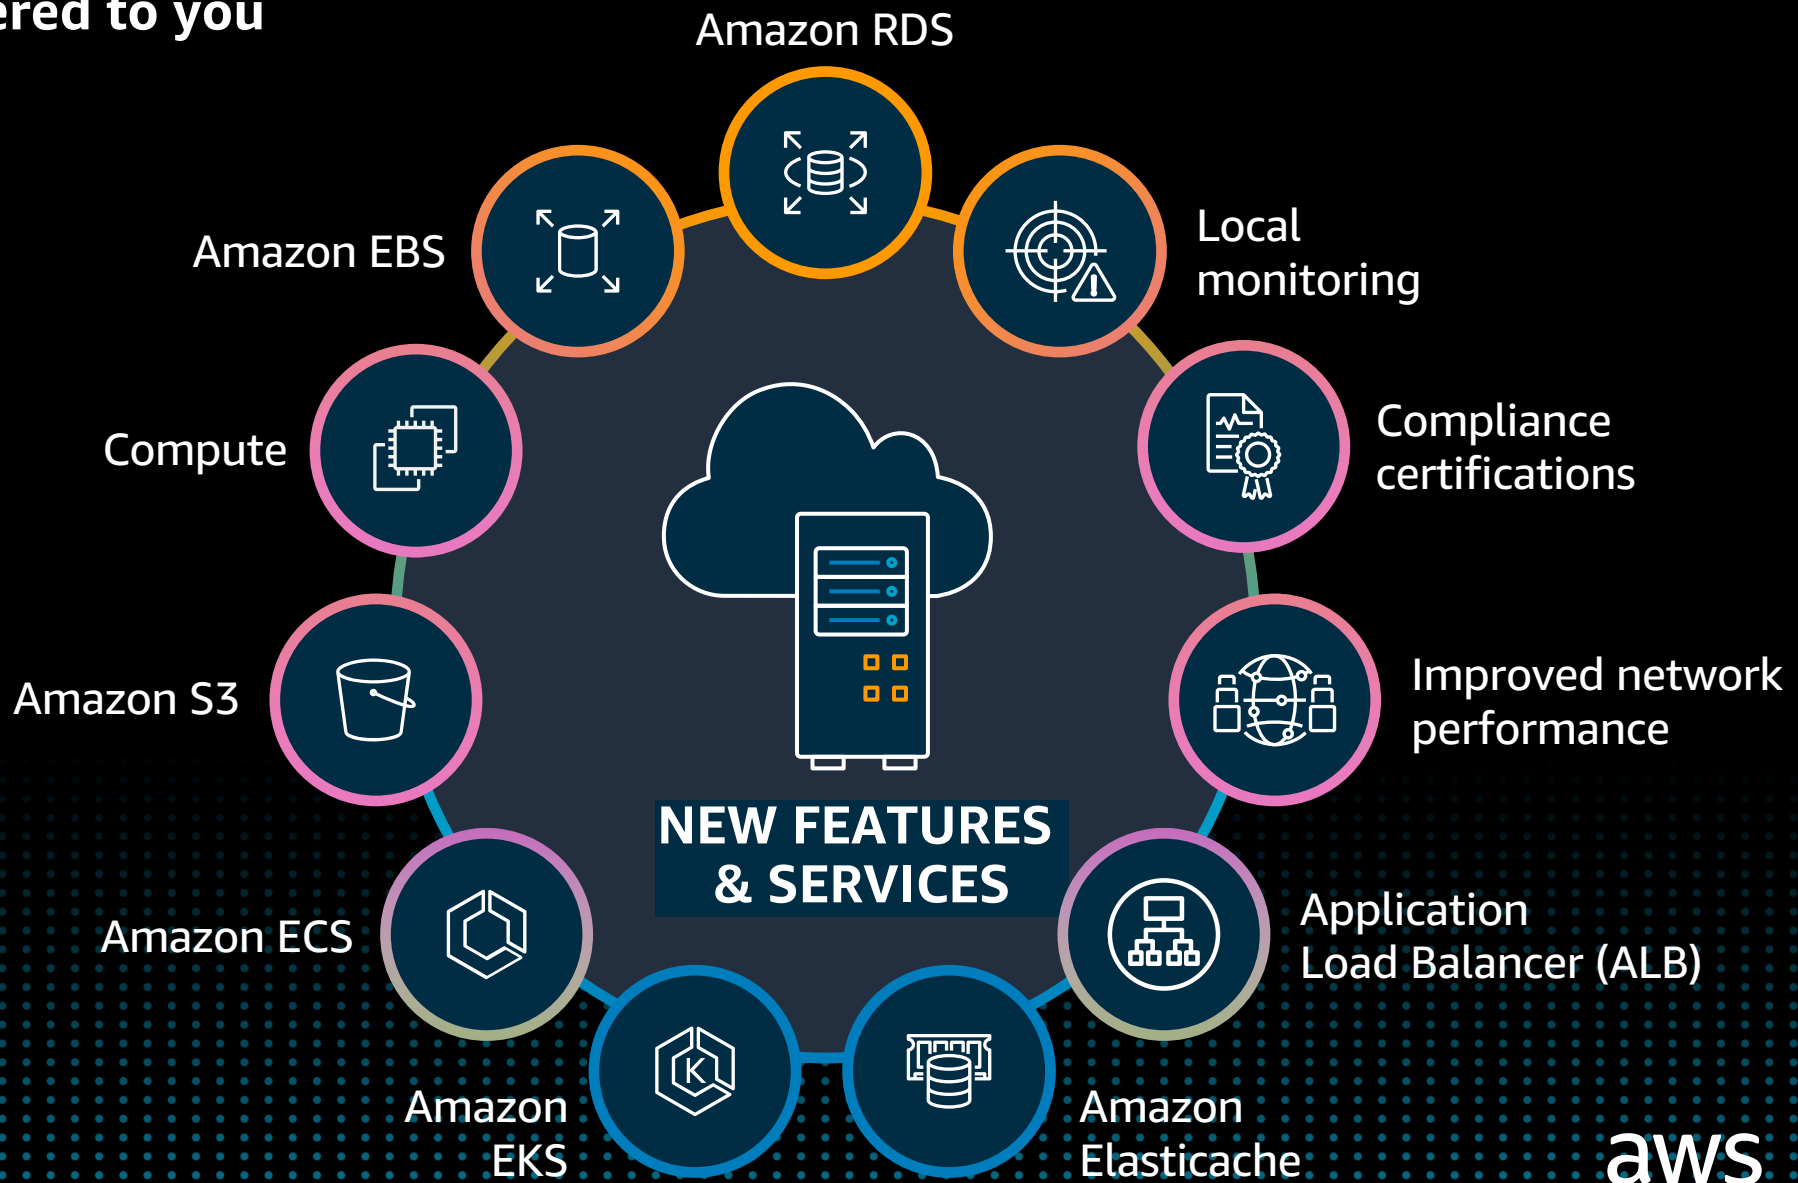 ered to you
Amazon RDS
Amazon EBS
Local
monitoring
Compute
Compliance
certifications
Amazon S3
Improved network
performance
NEW FEATURES
& SERVICES
Amazon ECS
Application
Load Balancer (ALB)
K
Amazon
EKS
Amazon
Elasticache
aws